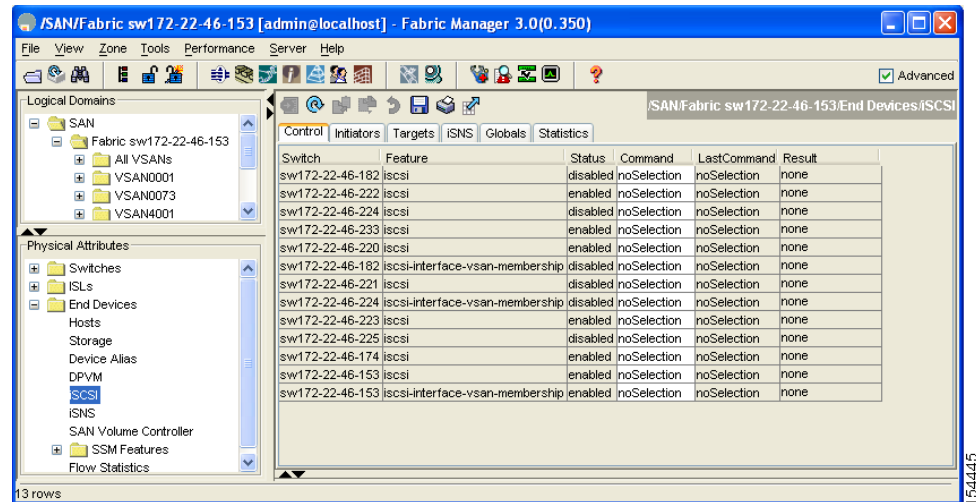 /SAN/Fabric sw172-22-46-153 [admin@localhost] - Fabric Manager 3.0(0.350)
File View Zone Tools Performance Server Help
Advanced
Logical Domains
SAN
Fabric sw172-22-46-153
All VSANs
VSAN0001
VSAN0073
VSAN4001
Physical Attributes
Switches
ISLs
End Devices
Hosts
Storage
Device Alias
DPVM
iSCSI
iSNS
SAN Volume Controller
SSM Features
Flow Statistics
/SAN/Fabric sw172-22-46-153/End Devices/iSCSI
Control Initiators Targets iSNS Globals Statistics
Switch Feature Status Command LastCommand Result
sw172-22-46-182 iscsi disabled noSelection noSelection none
sw172-22-46-222 iscsi enabled noSelection noSelection none
sw172-22-46-224 iscsi disabled noSelection noSelection none
sw172-22-46-233 iscsi enabled noSelection noSelection none
sw172-22-46-220 iscsi enabled noSelection noSelection none
sw172-22-46-182 iscsi-interface-vsan-membership disabled noSelection noSelection none
sw172-22-46-221 iscsi disabled noSelection noSelection none
sw172-22-46-224 iscsi-interface-vsan-membership disabled noSelection noSelection none
sw172-22-46-223 iscsi enabled noSelection noSelection none
sw172-22-46-225 iscsi disabled noSelection noSelection none
sw172-22-46-174 iscsi enabled noSelection noSelection none
sw172-22-46-153 iscsi enabled noSelection noSelection none
sw172-22-46-153 iscsi-interface-vsan-membership enabled noSelection noSelection none
13 rows
54445